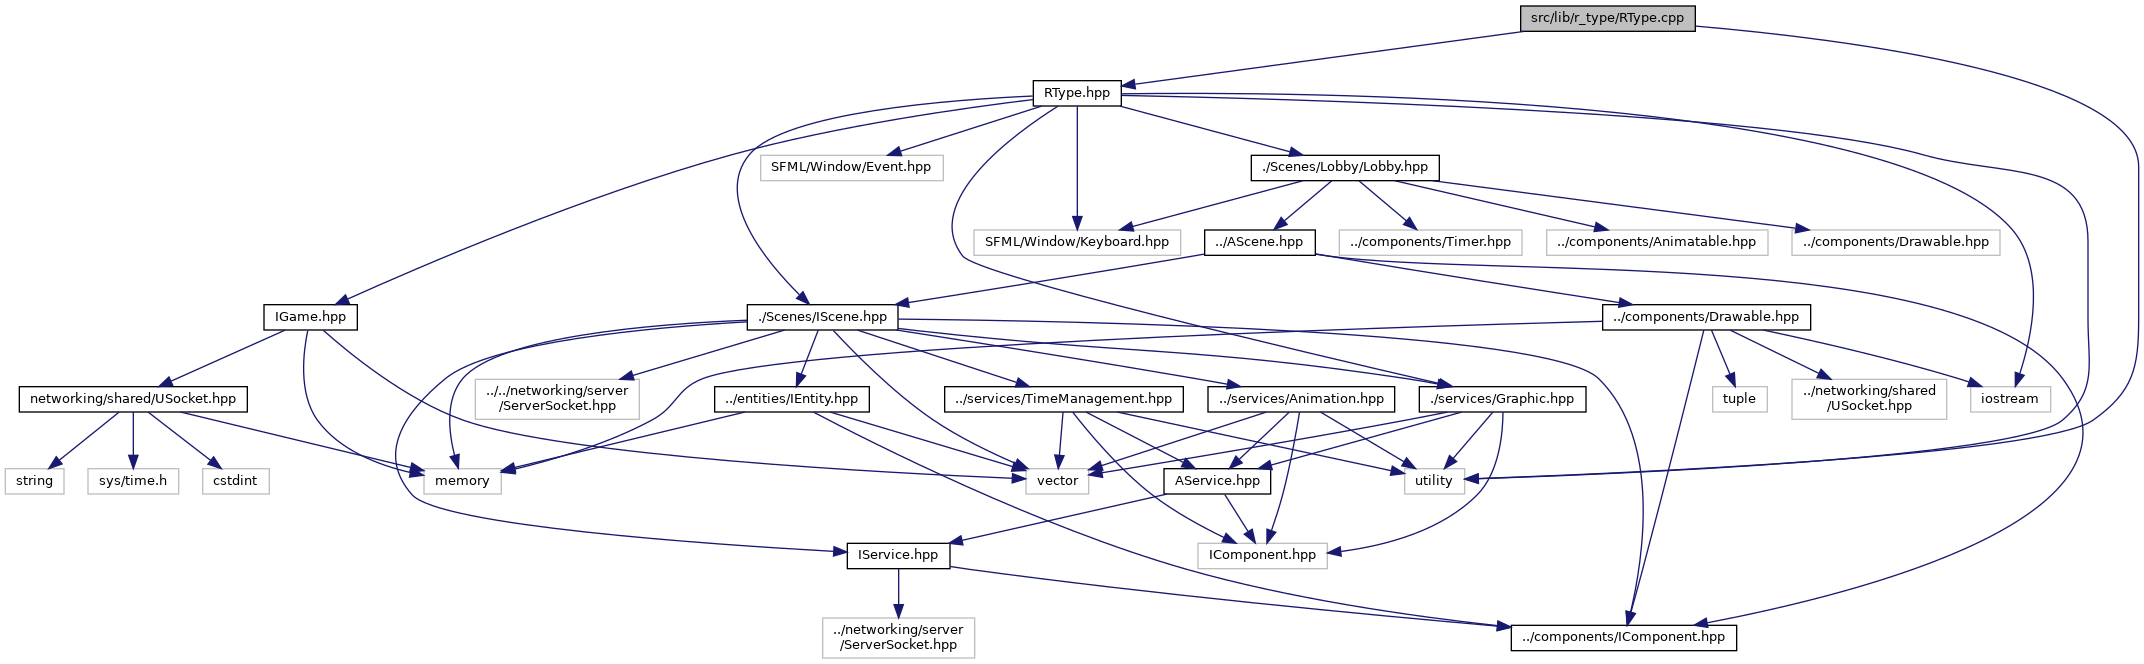 src/lib/r_type/RType.cpp
RType.hpp
SFML/Window/Event.hpp
./Scenes/Lobby/Lobby.hpp
SFML/Window/Keyboard.hpp
../AScene.hpp
../components/Timer.hpp
../components/Animatable.hpp
../components/Drawable.hpp
IGame.hpp
./Scenes/IScene.hpp
../components/Drawable.hpp
networking/shared/USocket.hpp
../../networking/server
/ServerSocket.hpp
../entities/IEntity.hpp
../services/TimeManagement.hpp
../services/Animation.hpp
./services/Graphic.hpp
tuple
../networking/shared
/USocket.hpp
iostream
string
sys/time.h
cstdint
memory
vector
AService.hpp
utility
IService.hpp
IComponent.hpp
../networking/server
/ServerSocket.hpp
../components/IComponent.hpp